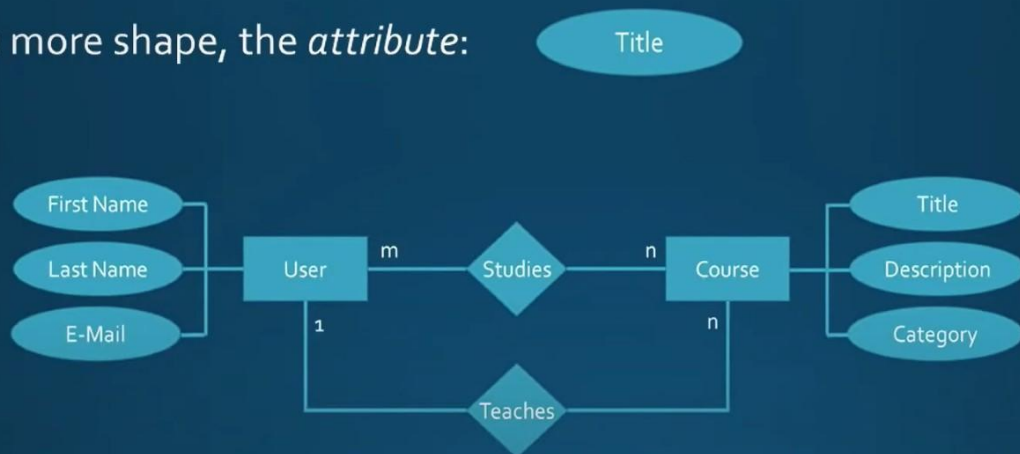 more shape, the attribute:
Title
First Name
Last Name
E-Mail
User
m
1
Studies
Teaches
n
n
Course
Title
Description
Category